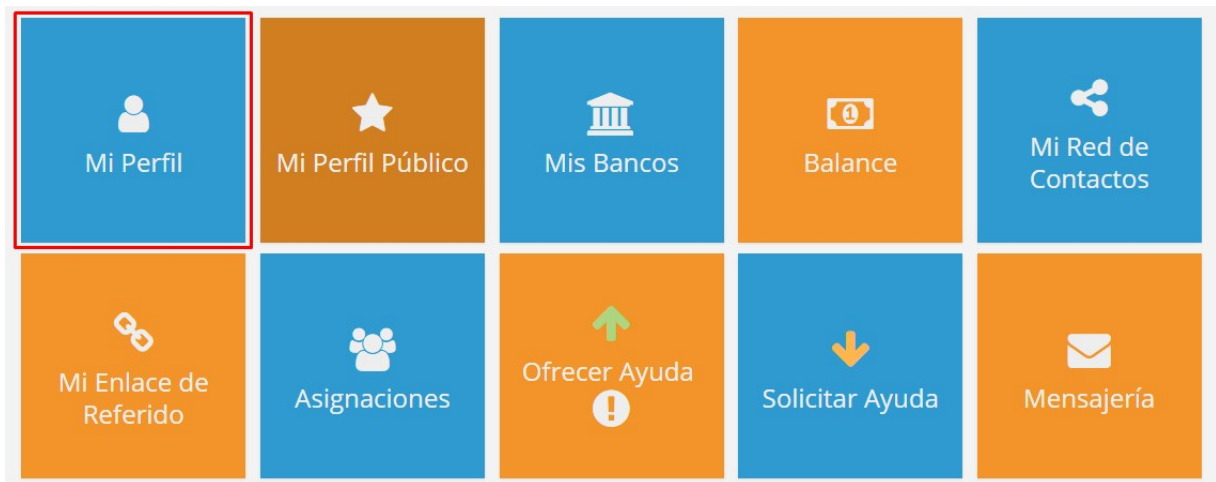 Mi Perfil
Mi Perfil Público
Mis Bancos
1
Balance
Mi Red de
Contactos
Mi Enlace de
Referido
Asignaciones
Ofrecer Ayuda
!
Solicitar Ayuda
Mensajería